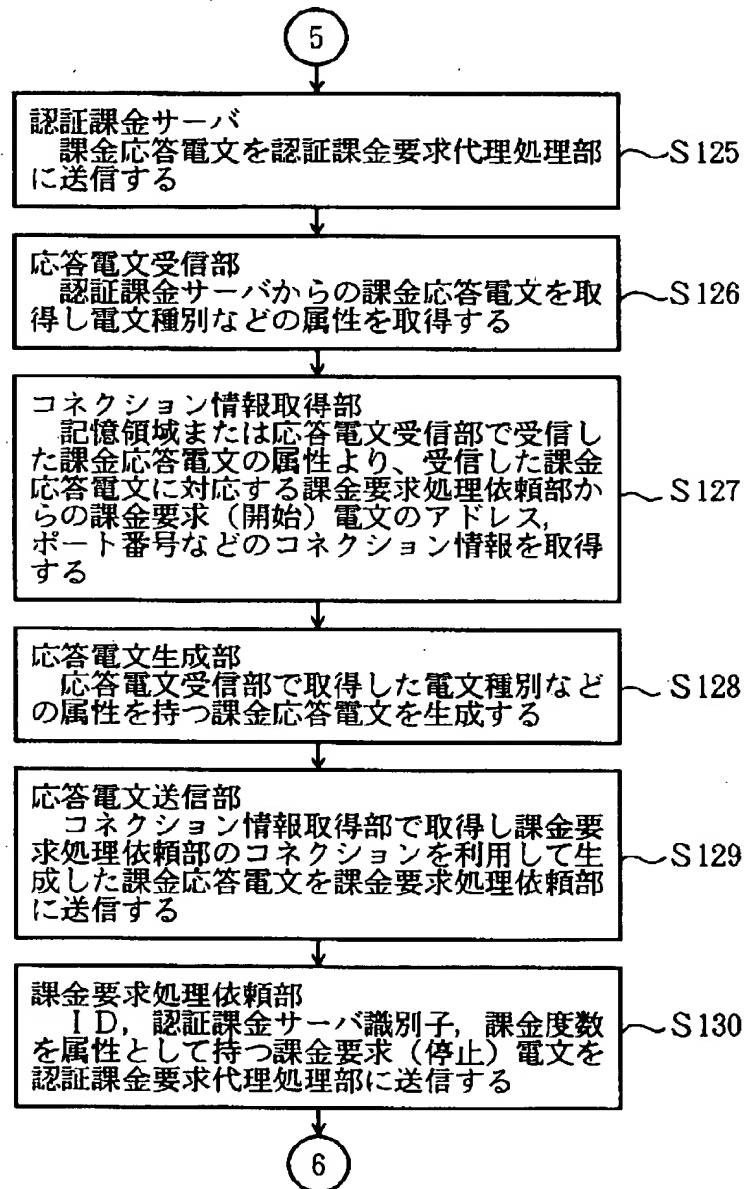 5
認証課金サーバ
課金応答電文を認証課金要求代理処理部
に送信する
S125
応答電文受信部
認証課金サーバからの課金応答電文を取
得し電文種別などの属性を取得する
S126
コネクション情報取得部
記憶領域または応答電文受信部で受信し
た課金応答電文の属性より、受信した課金
応答電文に対応する課金要求処理依頼部か
らの課金要求（開始）電文のアドレス,
ポート番号などのコネクション情報を取得
する
S127
応答電文生成部
応答電文受信部で取得した電文種別など
の属性を持つ課金応答電文を生成する
S128
応答電文送信部
コネクション情報取得部で取得し課金要
求処理依頼部のコネクションを利用して生
成した課金応答電文を課金要求処理依頼部
に送信する
S129
課金要求処理依頼部
ID, 認証課金サーバ識別子, 課金度数
を属性として持つ課金要求（停止）電文を
認証課金要求代理処理部に送信する
S130
6